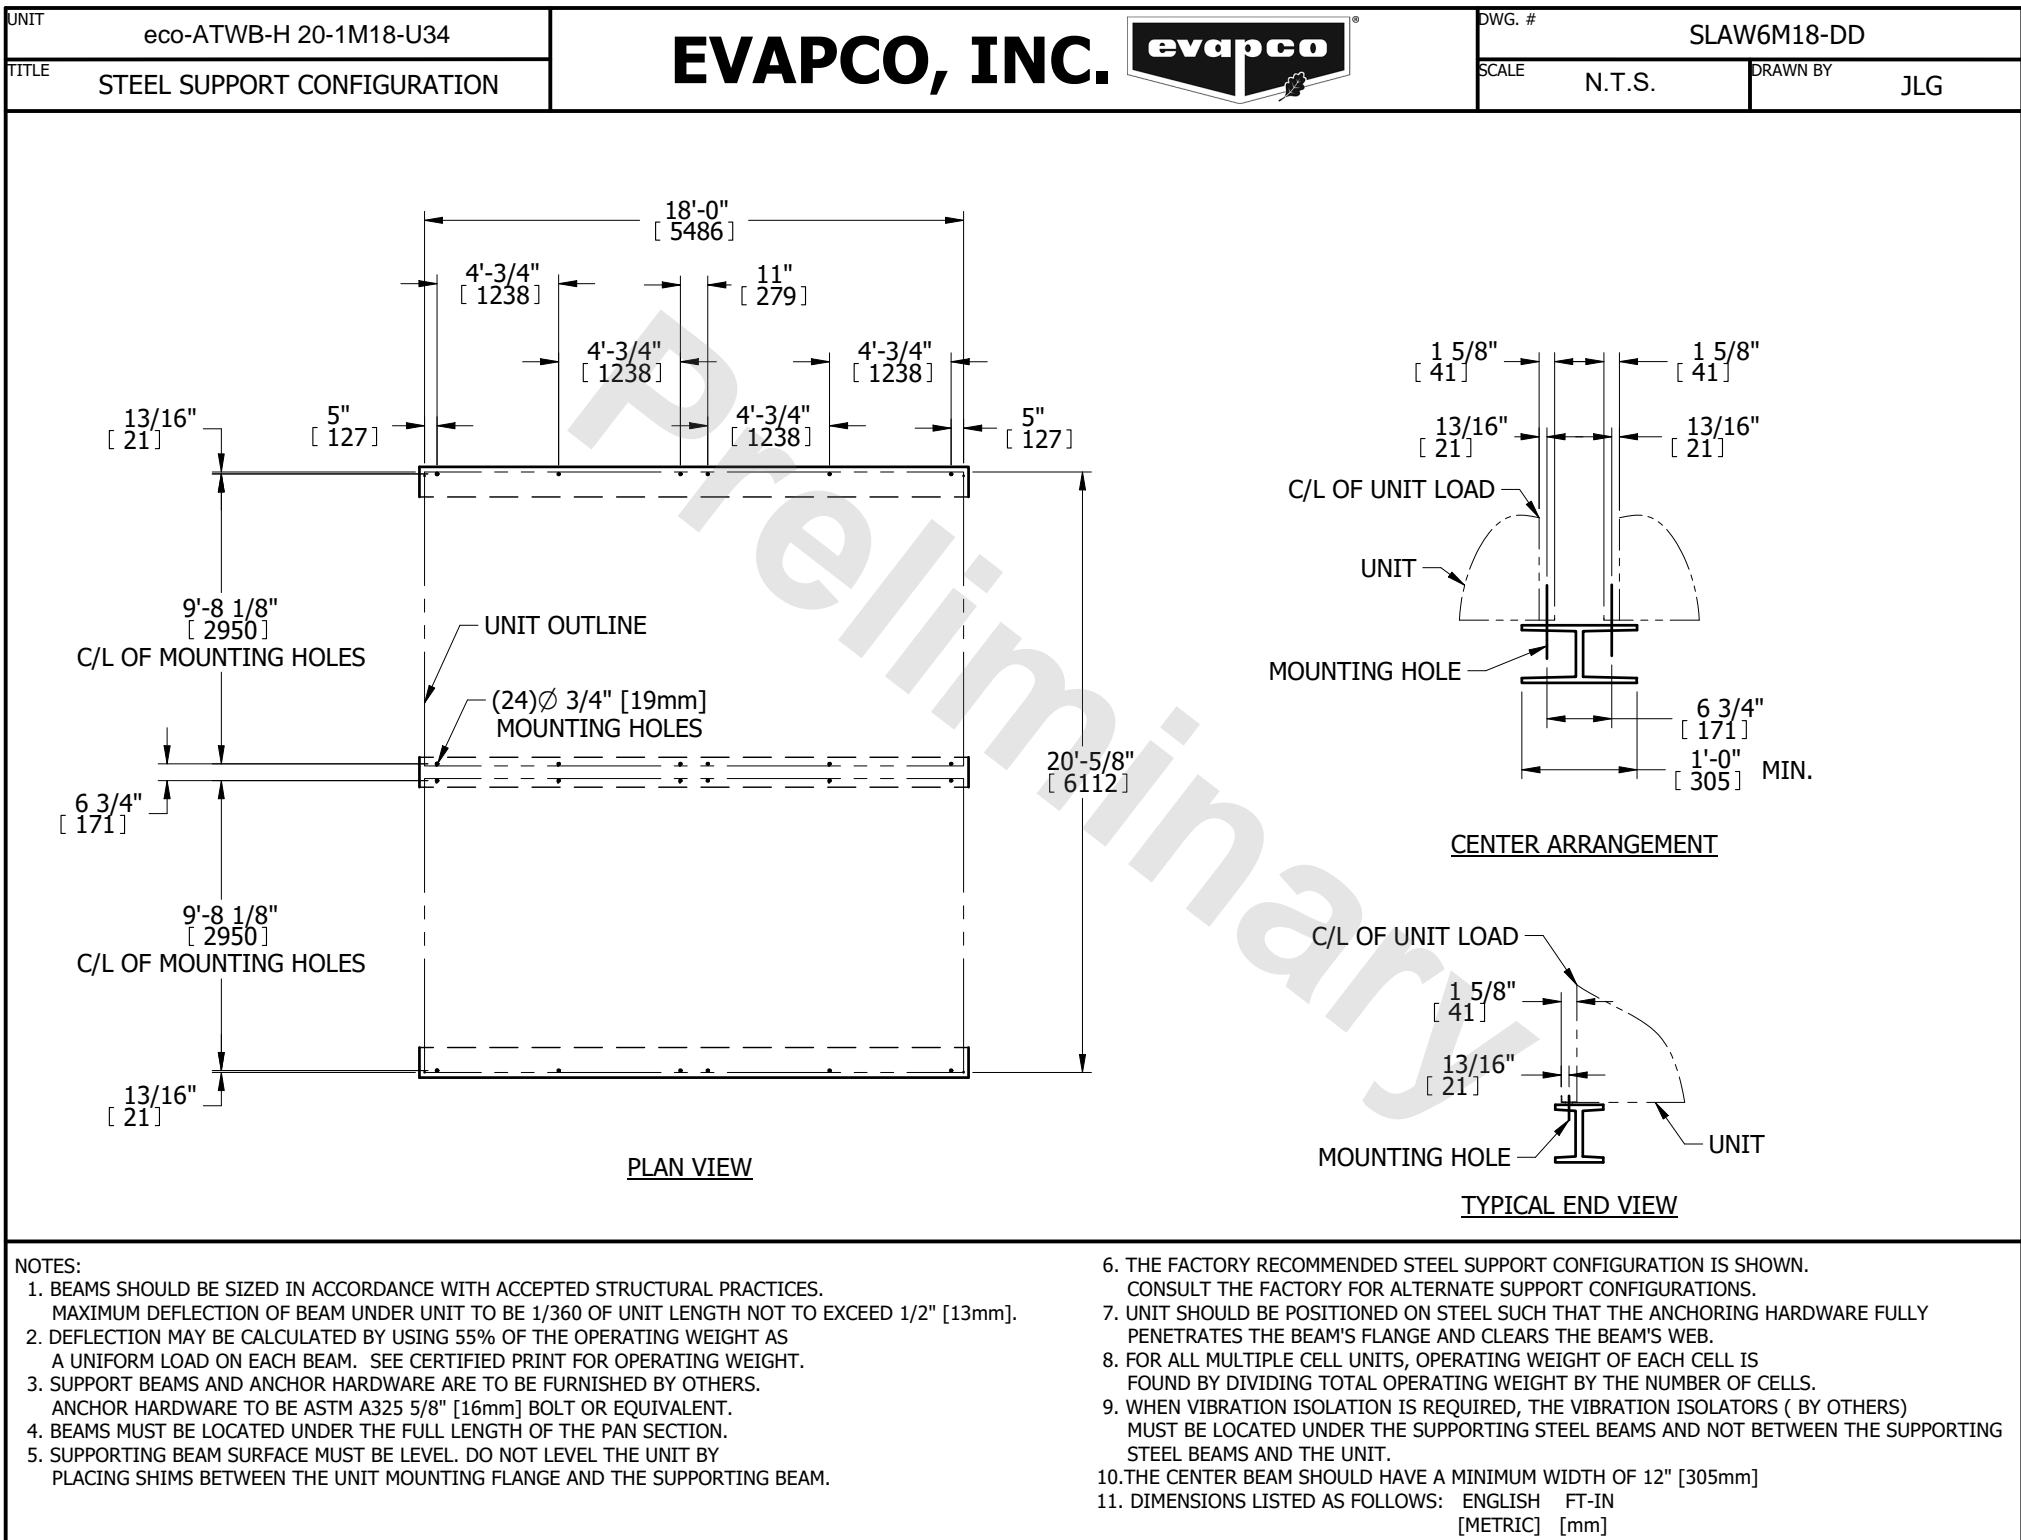 UNIT
eco-ATWB-H 20-1M18-U34
TITLE
STEEL SUPPORT CONFIGURATION
EVAPCO, INC.
evapco
®
DWG. #
SLAW6M18-DD
SCALE
N.T.S.
DRAWN BY
JLG
18'-0"
[ 5486 ]
4'-3/4"
[ 1238 ]
11"
[ 279 ]
4'-3/4"
[ 1238 ]
4'-3/4"
[ 1238 ]
13/16"
[ 21 ]
5"
[ 127 ]
4'-3/4"
[ 1238 ]
5"
[ 127 ]
9'-8 1/8"
[ 2950 ]
C/L OF MOUNTING HOLES
UNIT OUTLINE
(24)∅ 3/4" [19mm]
MOUNTING HOLES
20'-5/8"
[ 6112 ]
6 3/4"
[ 171 ]
9'-8 1/8"
[ 2950 ]
C/L OF MOUNTING HOLES
13/16"
[ 21 ]
PLAN VIEW
1 5/8"
[ 41 ]
1 5/8"
[ 41 ]
13/16"
[ 21 ]
13/16"
[ 21 ]
C/L OF UNIT LOAD
UNIT
MOUNTING HOLE
6 3/4"
[ 171 ]
1'-0"
[ 305 ]
MIN.
CENTER ARRANGEMENT
C/L OF UNIT LOAD
1 5/8"
[ 41 ]
13/16"
[ 21 ]
MOUNTING HOLE
UNIT
TYPICAL END VIEW
Preliminary
NOTES:
1. BEAMS SHOULD BE SIZED IN ACCORDANCE WITH ACCEPTED STRUCTURAL PRACTICES.
MAXIMUM DEFLECTION OF BEAM UNDER UNIT TO BE 1/360 OF UNIT LENGTH NOT TO EXCEED 1/2" [13mm].
2. DEFLECTION MAY BE CALCULATED BY USING 55% OF THE OPERATING WEIGHT AS
A UNIFORM LOAD ON EACH BEAM. SEE CERTIFIED PRINT FOR OPERATING WEIGHT.
3. SUPPORT BEAMS AND ANCHOR HARDWARE ARE TO BE FURNISHED BY OTHERS.
ANCHOR HARDWARE TO BE ASTM A325 5/8" [16mm] BOLT OR EQUIVALENT.
4. BEAMS MUST BE LOCATED UNDER THE FULL LENGTH OF THE PAN SECTION.
5. SUPPORTING BEAM SURFACE MUST BE LEVEL. DO NOT LEVEL THE UNIT BY
PLACING SHIMS BETWEEN THE UNIT MOUNTING FLANGE AND THE SUPPORTING BEAM.
6. THE FACTORY RECOMMENDED STEEL SUPPORT CONFIGURATION IS SHOWN.
CONSULT THE FACTORY FOR ALTERNATE SUPPORT CONFIGURATIONS.
7. UNIT SHOULD BE POSITIONED ON STEEL SUCH THAT THE ANCHORING HARDWARE FULLY
PENETRATES THE BEAM'S FLANGE AND CLEARS THE BEAM'S WEB.
8. FOR ALL MULTIPLE CELL UNITS, OPERATING WEIGHT OF EACH CELL IS
FOUND BY DIVIDING TOTAL OPERATING WEIGHT BY THE NUMBER OF CELLS.
9. WHEN VIBRATION ISOLATION IS REQUIRED, THE VIBRATION ISOLATORS ( BY OTHERS)
MUST BE LOCATED UNDER THE SUPPORTING STEEL BEAMS AND NOT BETWEEN THE SUPPORTING
STEEL BEAMS AND THE UNIT.
10.THE CENTER BEAM SHOULD HAVE A MINIMUM WIDTH OF 12" [305mm]
11. DIMENSIONS LISTED AS FOLLOWS: ENGLISH FT-IN
[METRIC] [mm]